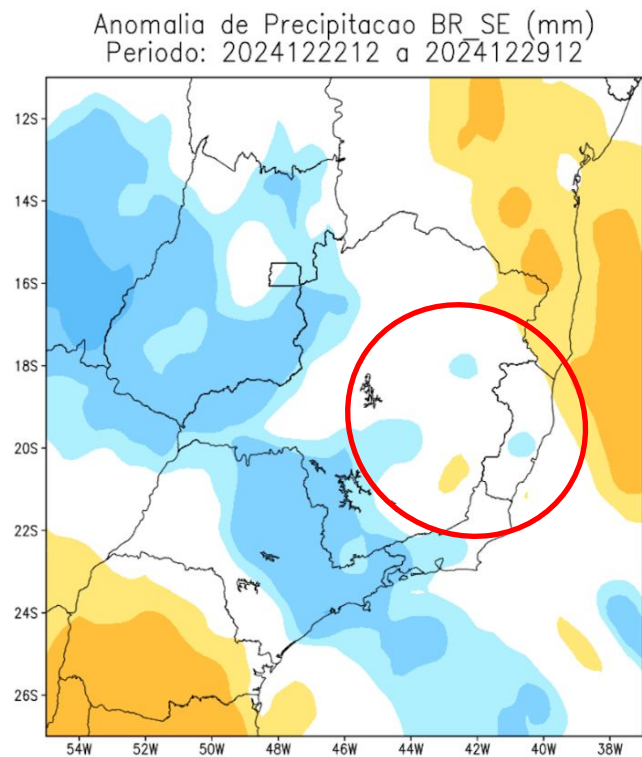 Anomalia de Precipitacao BR_SE (mm)
Periodo: 2024122212 a 2024122912
12S
14S
16S
18S
20S
22S
24S
26S
54W 52W 50W 48W 46W 44W 42W 40W 38W